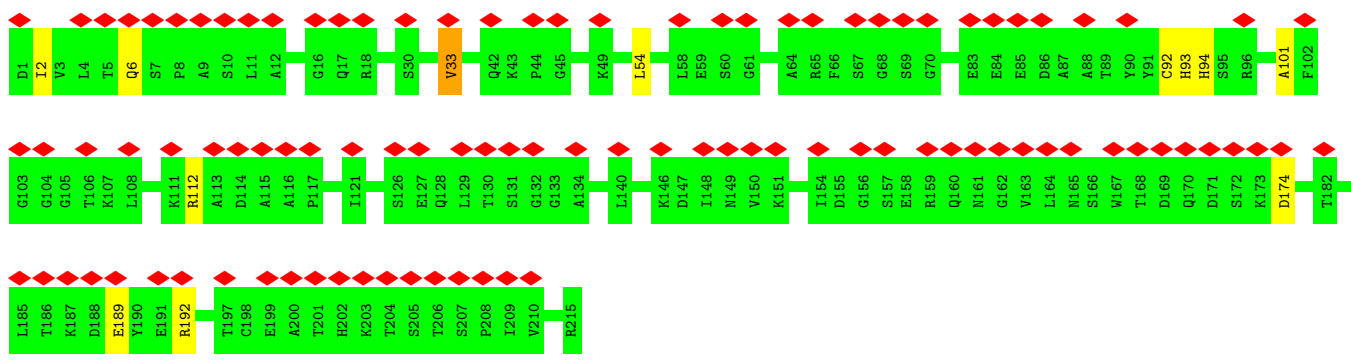 D1 I2 V3 L4 T5 Q6 S7 P8 A9 S10 L11 A12 G16 Q17 R18 S30 V33 Q42 K43 P44 G45 K49 L54 L58 E59 S60 G61 A64 R65 F66 S67 G68 S69 G70 E83 E84 E85 D86 A87 A88 T89 Y90 Y91 C92 H93 H94 S95 R96 A101 F102
G103 G104 G105 T106 K107 L108 K111 R112 A113 D114 A115 A116 P117 I121 S126 E127 Q128 L129 T130 S131 G132 G133 A134 L140 K146 D147 I148 N149 V150 K151 I154 D155 G156 S157 E158 R159 Q160 N161 G162 V163 L164 N165 S166 W167 T168 D169 Q170 D171 S172 K173 D174 T182
L185 T186 K187 D188 E189 Y190 E191 R192 T197 C198 E199 A200 T201 H202 K203 T204 S205 T206 S207 P208 I209 V210 R215